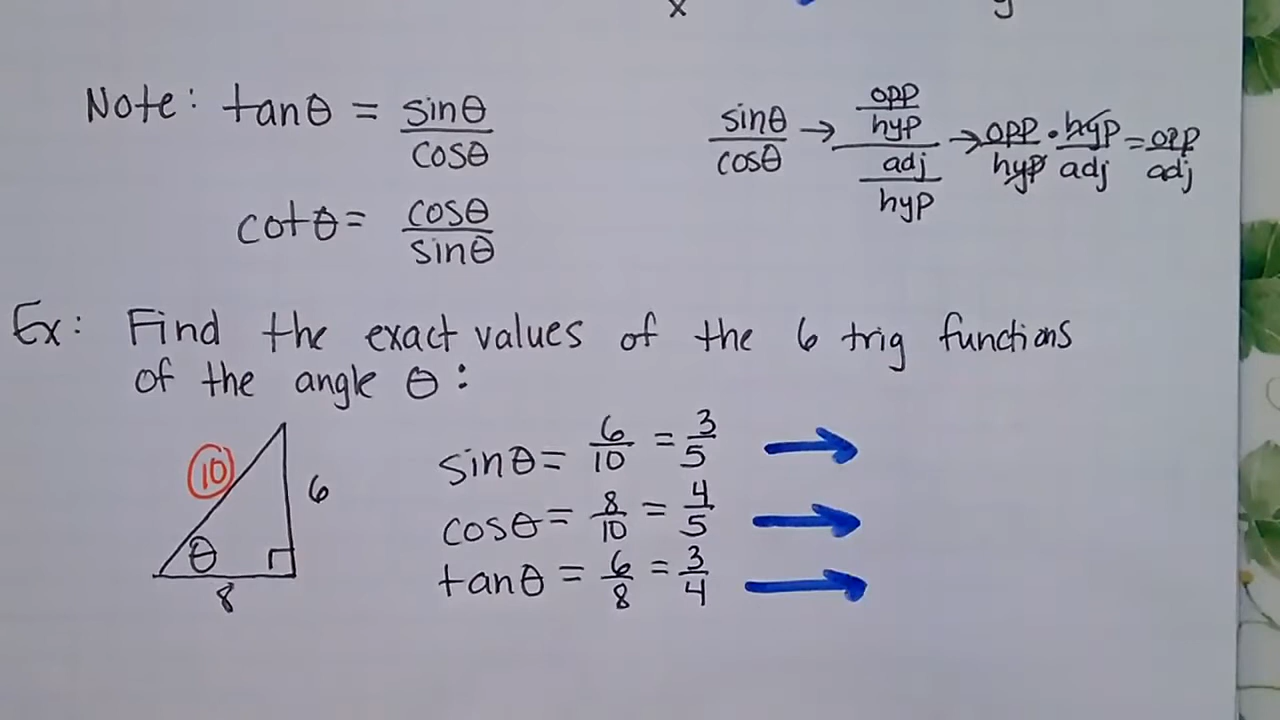 x y
Note: tanθ = sinθ/cosθ
sinθ/cosθ → (opp/hyp)/(adj/hyp) → opp/hyp · hyp/adj = opp/adj
cotθ = cosθ/sinθ
Ex: Find the exact values of the 6 trig functions
of the angle θ:
10 6 θ 8
sinθ = 6/10 = 3/5 →
cosθ = 8/10 = 4/5 →
tanθ = 6/8 = 3/4 →